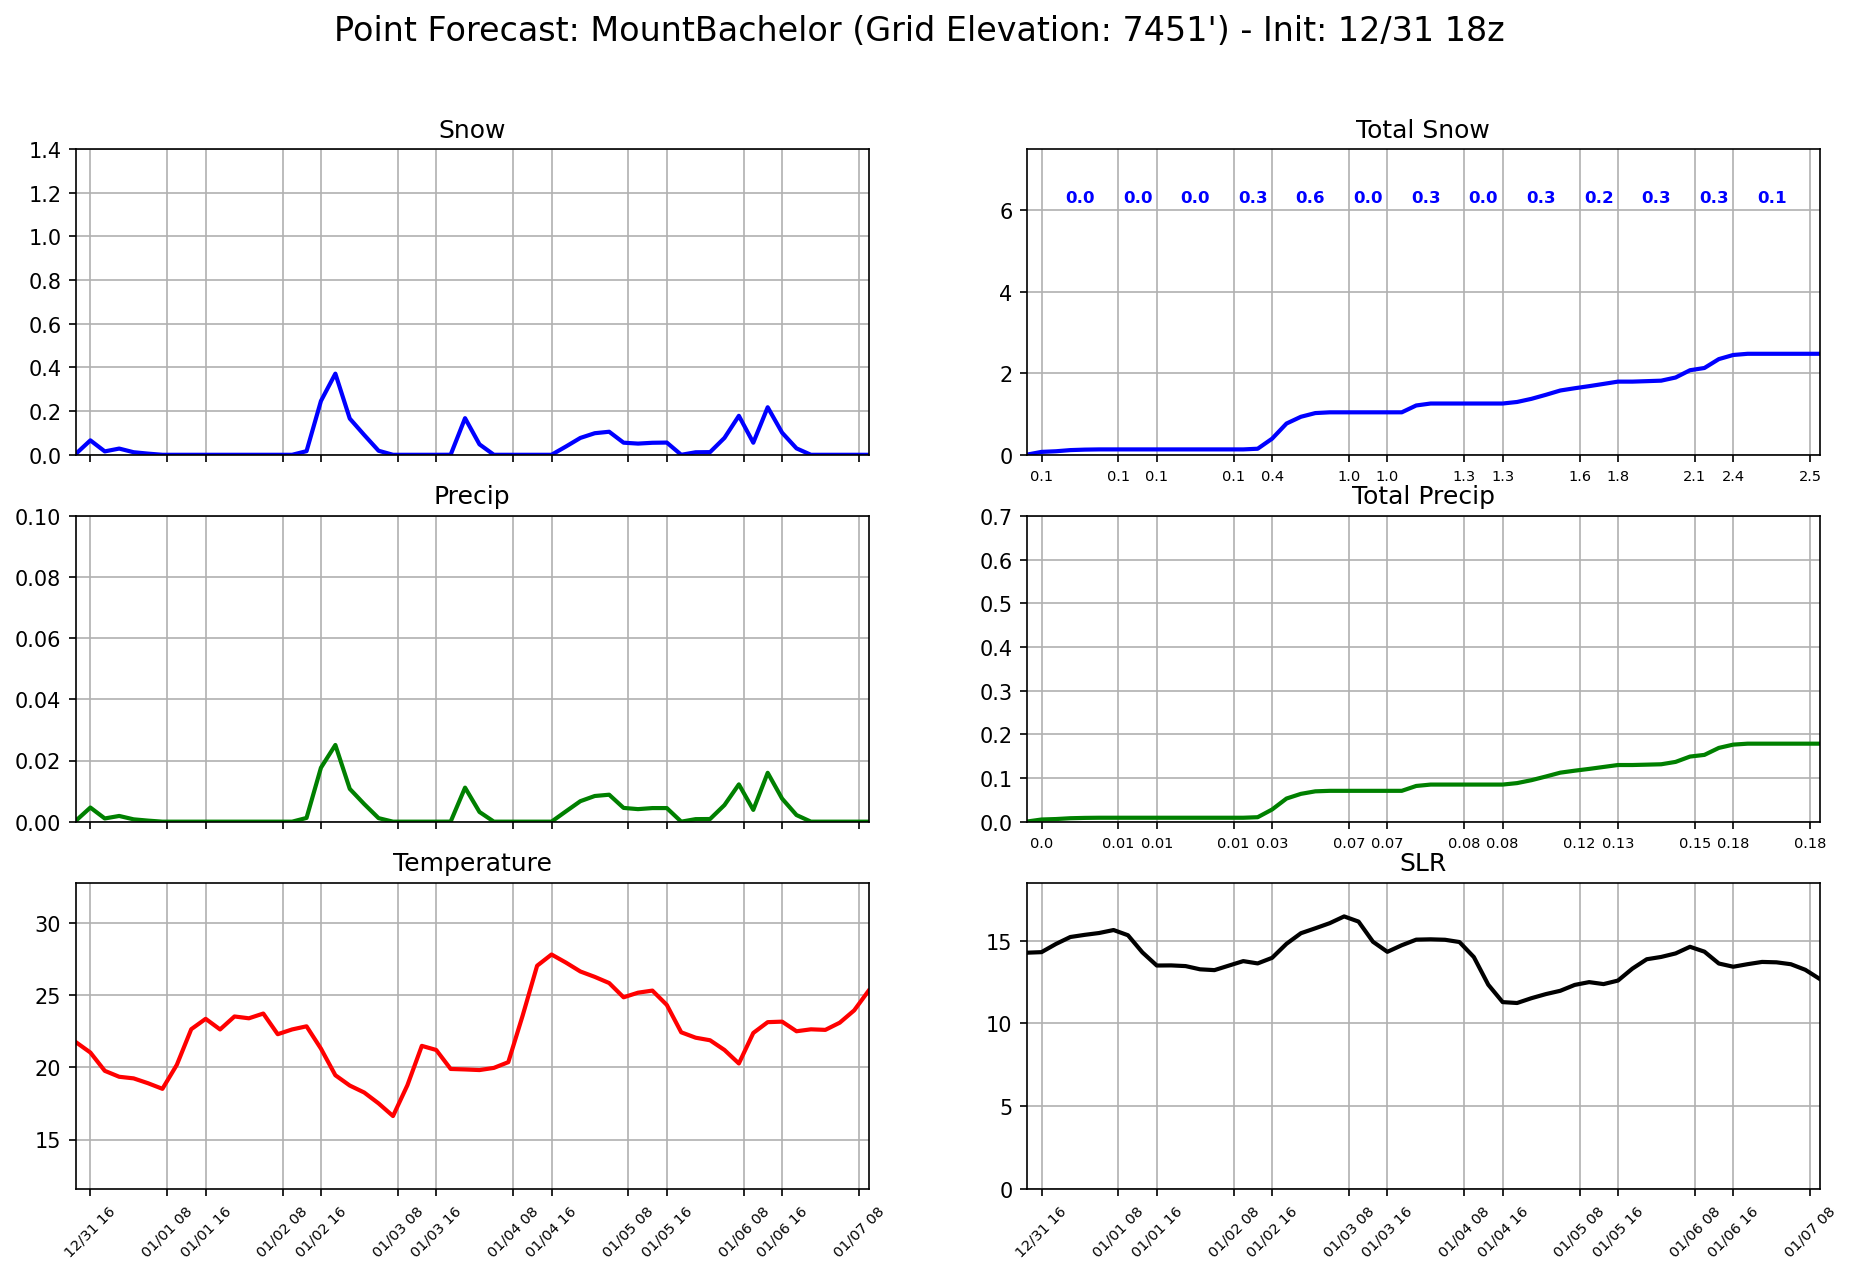 Point Forecast: MountBachelor (Grid Elevation: 7451') - Init: 12/31 18z
Snow
1.4
1.2
1.0
0.8
0.6
0.4
0.2
0.0
Total Snow
0.0 0.0 0.0 0.3 0.6 0.0 0.3 0.0 0.3 0.2 0.3 0.3 0.1
6
4
2
0
0.1 0.1 0.1 0.1 0.4 1.0 1.0 1.3 1.3 1.6 1.8 2.1 2.4 2.5
Precip
0.10
0.08
0.06
0.04
0.02
0.00
Total Precip
0.7
0.6
0.5
0.4
0.3
0.2
0.1
0.0
0.0 0.01 0.01 0.01 0.03 0.07 0.07 0.08 0.08 0.12 0.13 0.15 0.18 0.18
Temperature
30
25
20
15
12/31 16 01/01 08 01/01 16 01/02 08 01/02 16 01/03 08 01/03 16 01/04 08 01/04 16 01/05 08 01/05 16 01/06 08 01/06 16 01/07 08
SLR
15
10
5
0
12/31 16 01/01 08 01/01 16 01/02 08 01/02 16 01/03 08 01/03 16 01/04 08 01/04 16 01/05 08 01/05 16 01/06 08 01/06 16 01/07 08